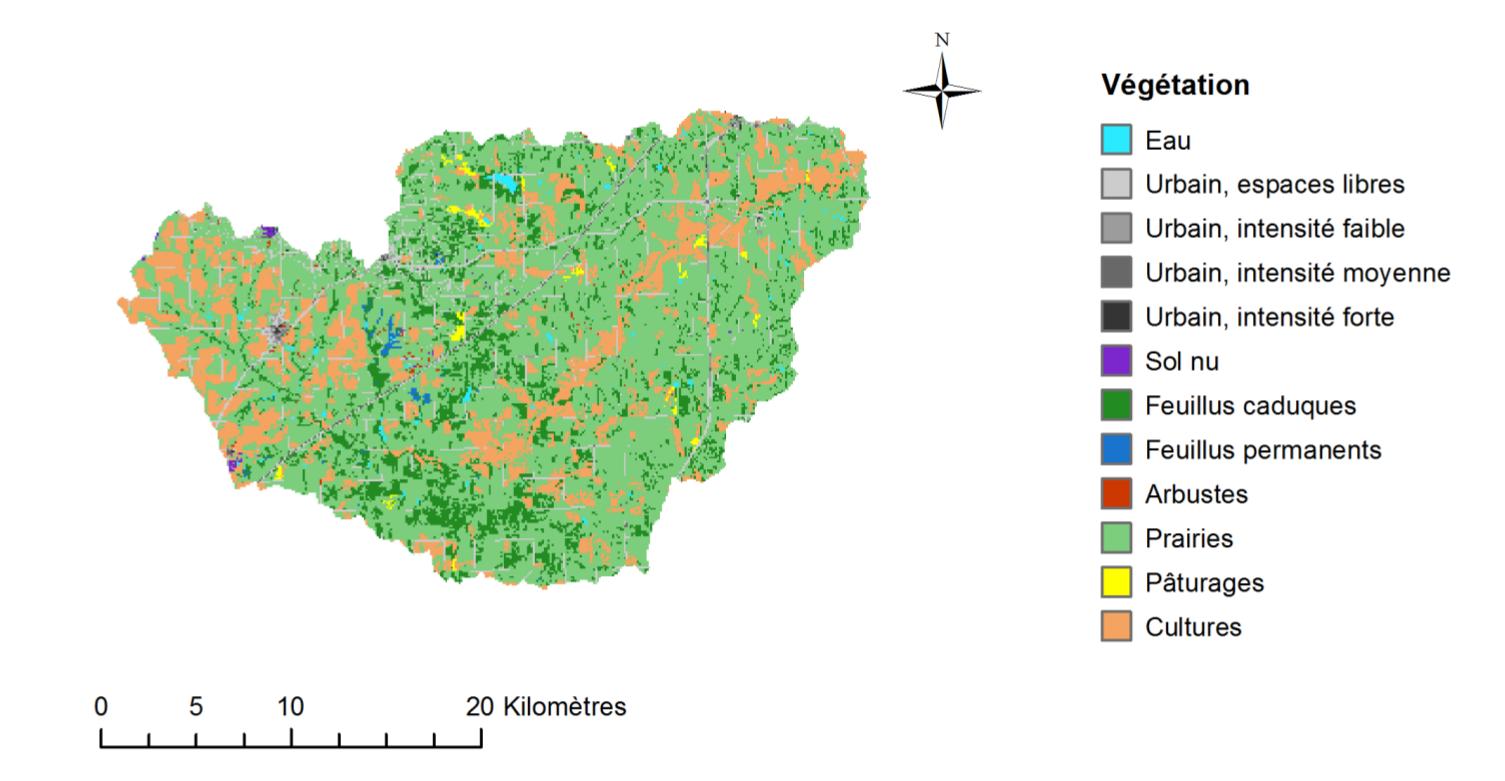 N
Végétation
Eau
Urbain, espaces libres
Urbain, intensité faible
Urbain, intensité moyenne
Urbain, intensité forte
Sol nu
Feuillus caduques
Feuillus permanents
Arbustes
Prairies
Pâturages
Cultures
0 5 10 20 Kilomètres